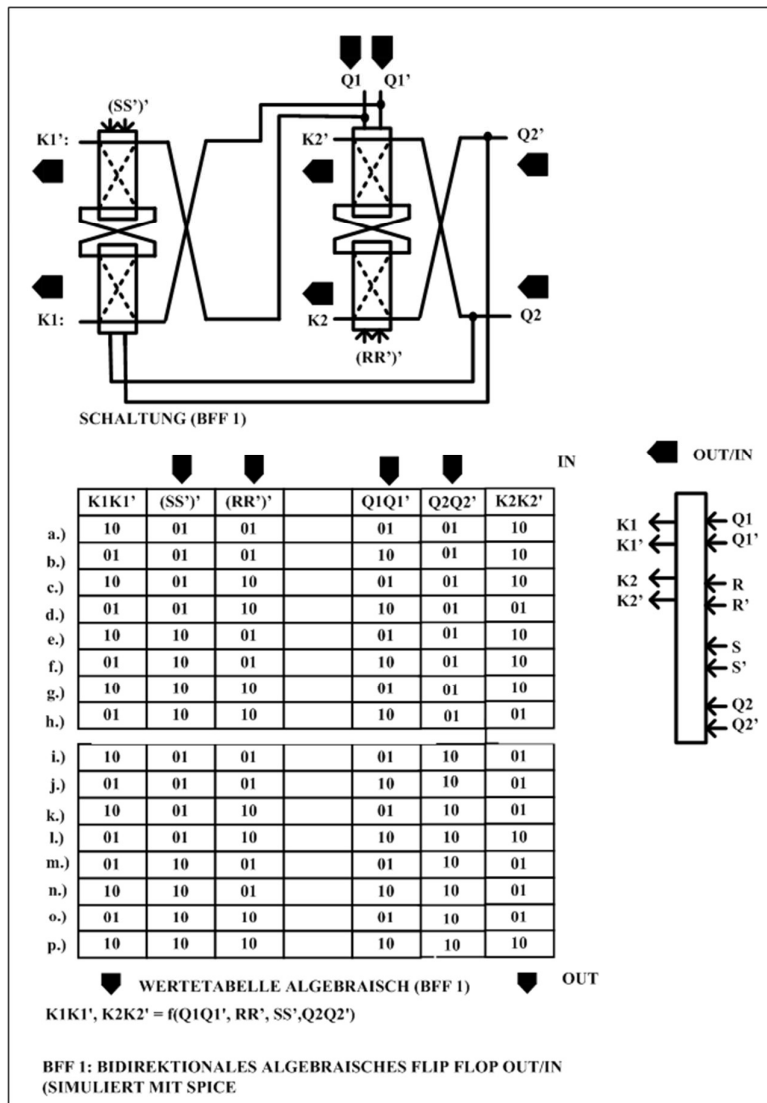 Q1 Q1'
(SS')'
K1':
K2'
Q2'
K1:
K2
Q2
(RR')'
SCHALTUNG (BFF 1)
IN
OUT/IN
K1K1' (SS')' (RR')' Q1Q1' Q2Q2' K2K2'
a.) 10 01 01 01 01 10
b.) 01 01 01 10 01 10
c.) 10 01 10 01 01 10
d.) 01 01 10 10 01 01
e.) 10 10 01 01 01 10
f.) 01 10 01 10 01 10
g.) 10 10 10 01 01 10
h.) 01 10 10 10 01 01
i.) 10 01 01 01 10 01
j.) 01 01 01 10 10 01
k.) 10 01 10 01 10 01
l.) 01 01 10 10 10 10
m.) 01 10 01 01 10 01
n.) 10 10 01 10 10 01
o.) 01 10 10 01 10 01
p.) 10 10 10 10 10 10
K1
K1'
K2
K2'
Q1
Q1'
R
R'
S
S'
Q2
Q2'
WERTETABELLE ALGEBRAISCH (BFF 1)
OUT
K1K1', K2K2' = f(Q1Q1', RR', SS',Q2Q2')
BFF 1: BIDIREKTIONALES ALGEBRAISCHES FLIP FLOP OUT/IN
(SIMULIERT MIT SPICE